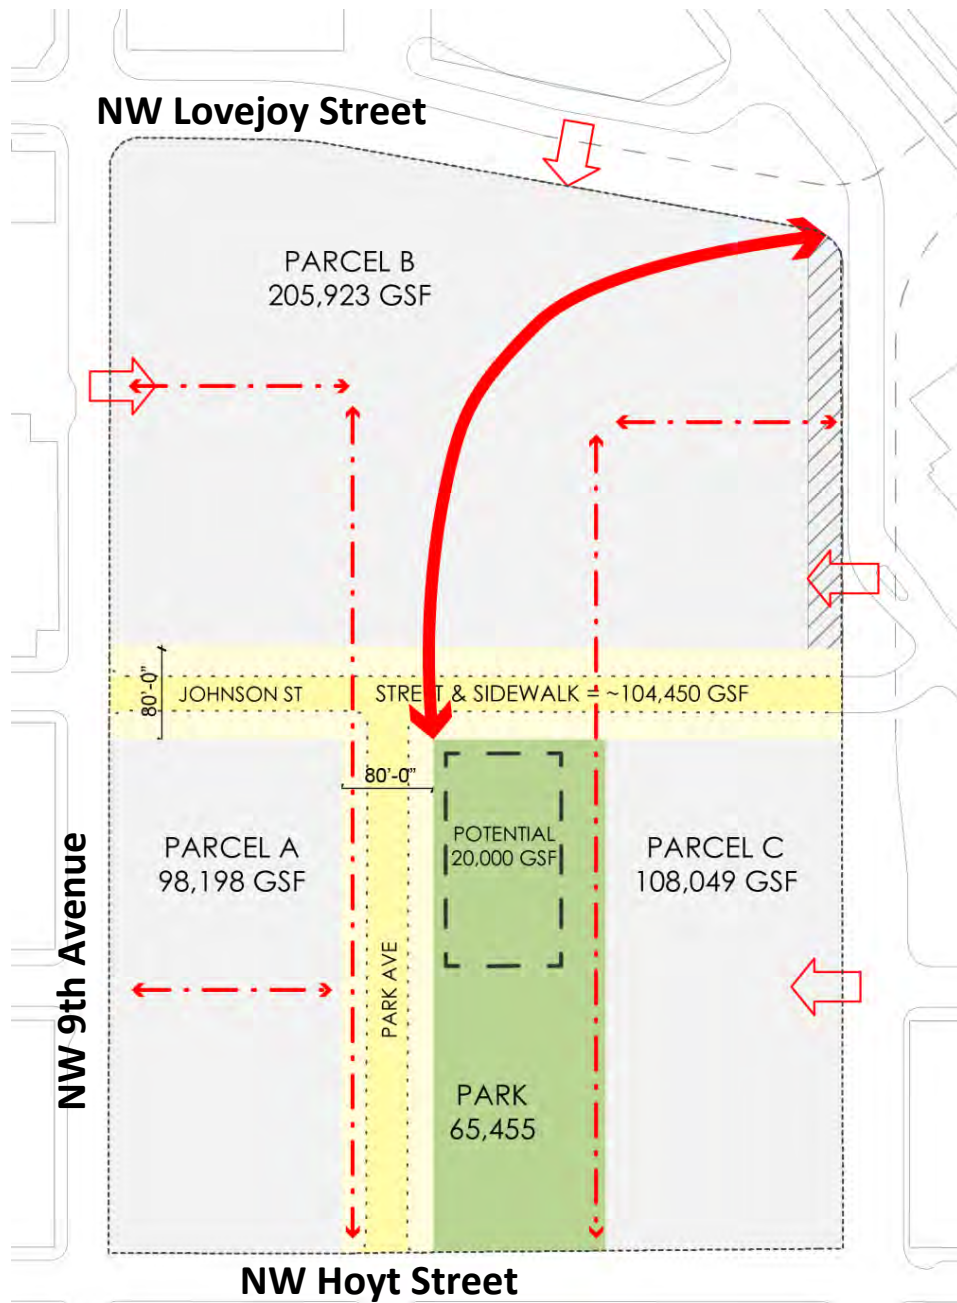 NW Lovejoy Street
PARCEL B
205,923 GSF
80'-0"
JOHNSON ST
STREET & SIDEWALK = ~104,450 GSF
80'-0"
PARCEL A
98,198 GSF
POTENTIAL
20,000 GSF
PARCEL C
108,049 GSF
NW 9th Avenue
PARK AVE
PARK
65,455
NW Hoyt Street